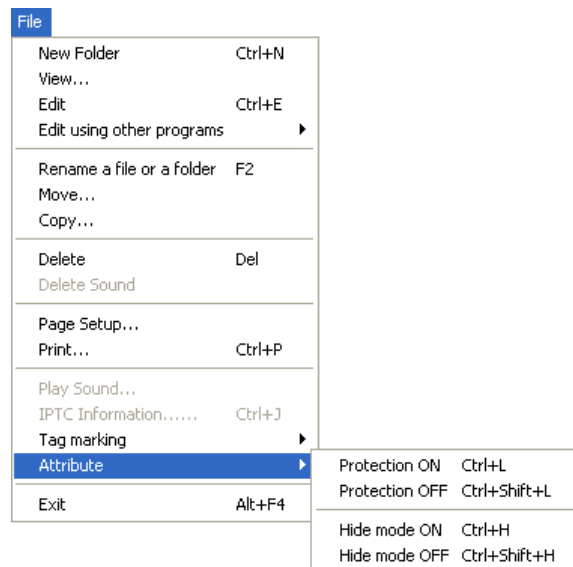 File
New Folder Ctrl+N
View...
Edit Ctrl+E
Edit using other programs
Rename a file or a folder F2
Move...
Copy...
Delete Del
Delete Sound
Page Setup...
Print... Ctrl+P
Play Sound...
IPTC Information...... Ctrl+J
Tag marking
Attribute
Exit Alt+F4
Protection ON Ctrl+L
Protection OFF Ctrl+Shift+L
Hide mode ON Ctrl+H
Hide mode OFF Ctrl+Shift+H